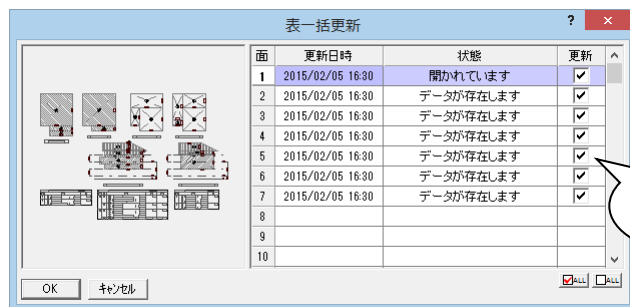 表一括更新 ? ×
面 更新日時 状態 更新
1 2015/02/05 16:30 開かれています
2 2015/02/05 16:30 データが存在します
3 2015/02/05 16:30 データが存在します
4 2015/02/05 16:30 データが存在します
5 2015/02/05 16:30 データが存在します
6 2015/02/05 16:30 データが存在します
7 2015/02/05 16:30 データが存在します
8
9
10
OK キャンセル ALL ALL